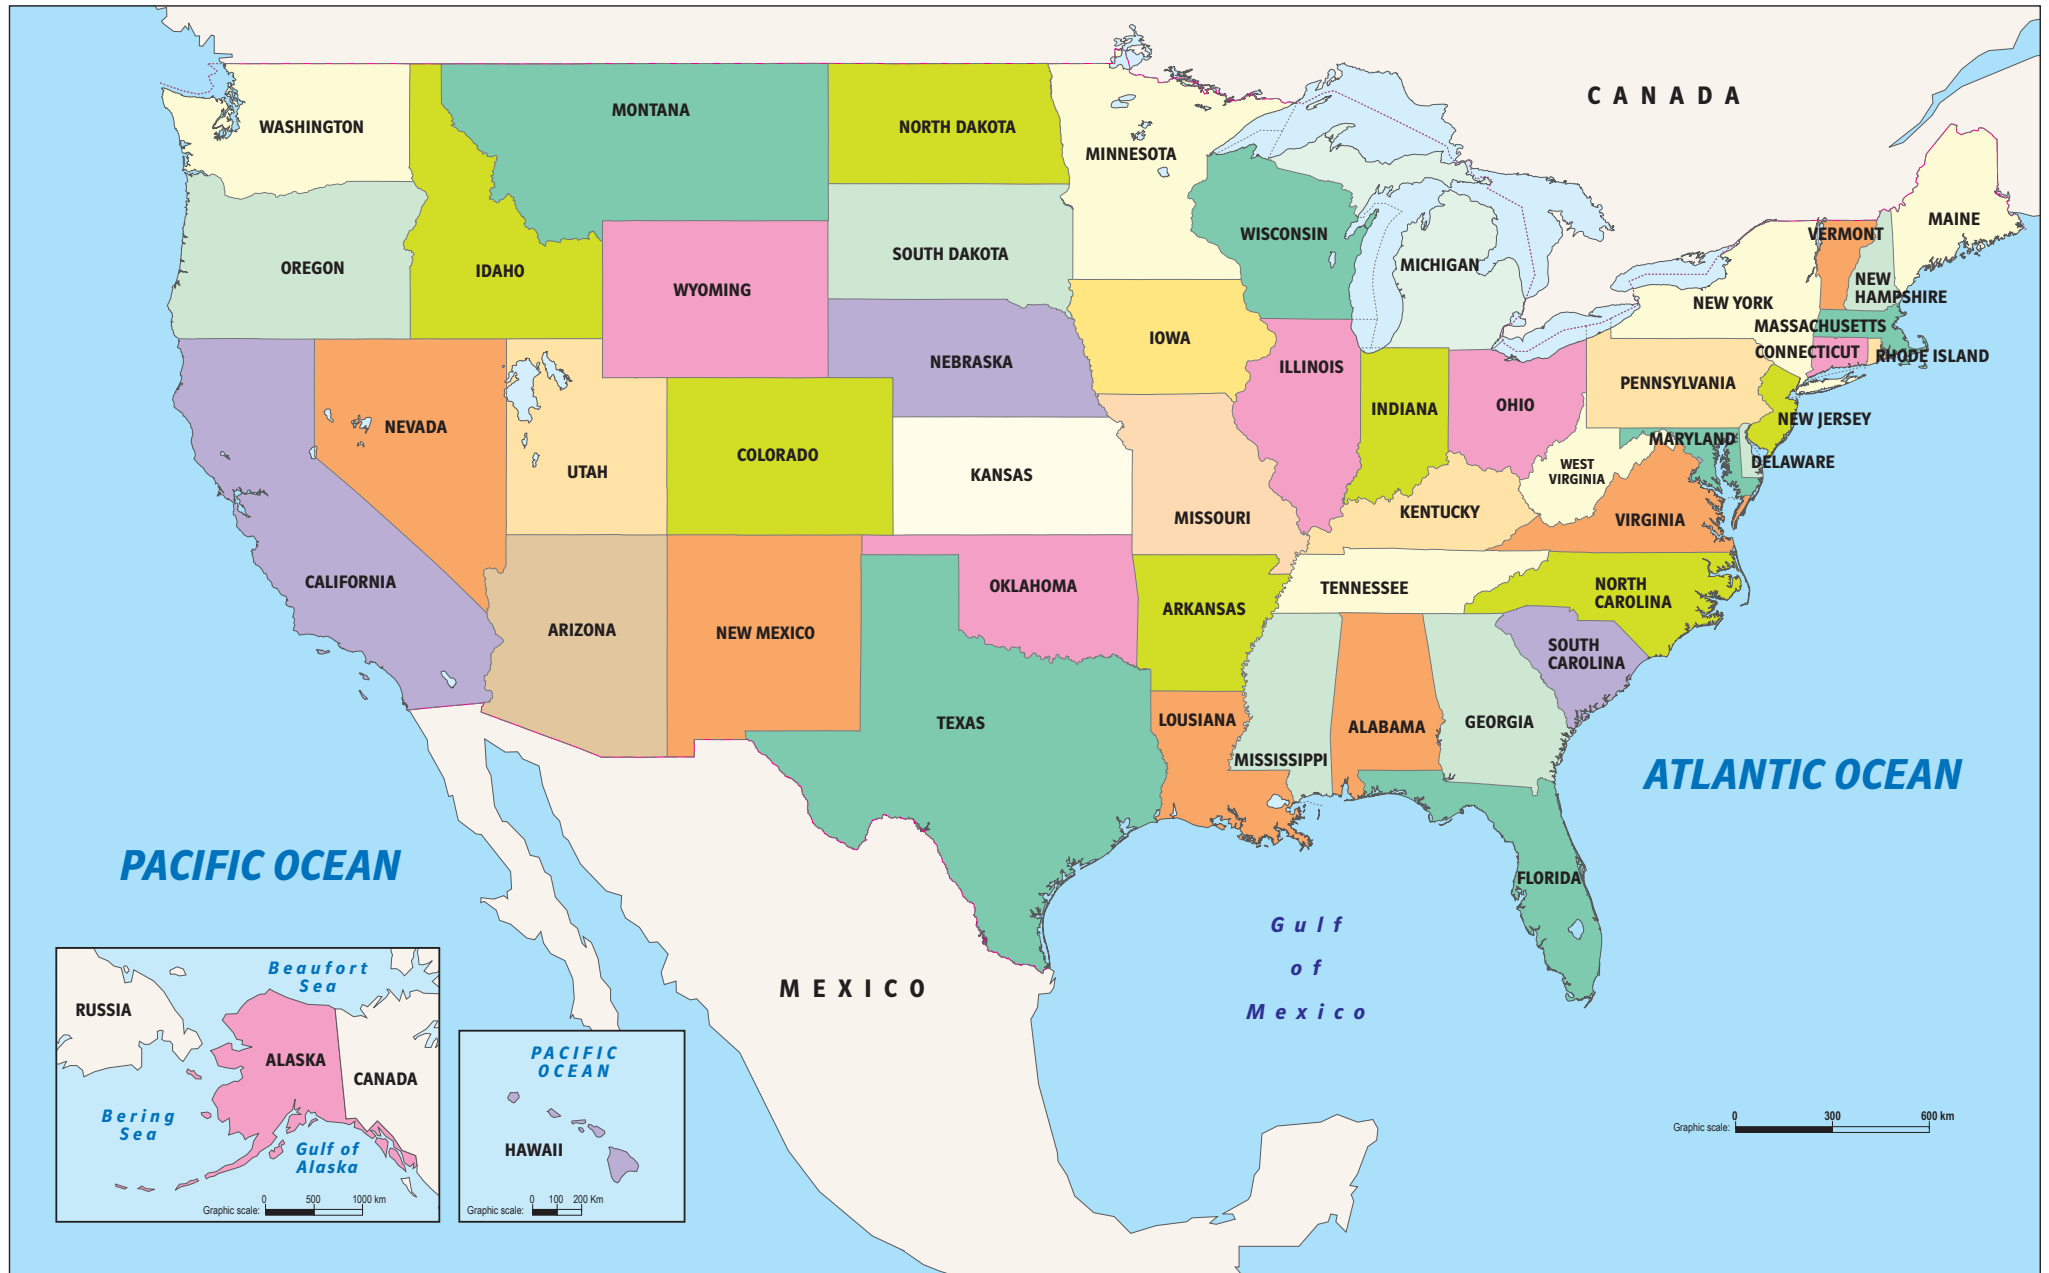 CANADA
WASHINGTON
MONTANA
NORTH DAKOTA
MINNESOTA
OREGON
IDAHO
WYOMING
SOUTH DAKOTA
WISCONSIN
MICHIGAN
MAINE
VERMONT
NEW
HAMPSHIRE
NEW YORK
MASSACHUSETTS
CONNECTICUT
RHODE ISLAND
IOWA
NEBRASKA
ILLINOIS
INDIANA
OHIO
PENNSYLVANIA
NEW JERSEY
MARYLAND
DELAWARE
NEVADA
UTAH
COLORADO
KANSAS
MISSOURI
KENTUCKY
WEST
VIRGINIA
VIRGINIA
CALIFORNIA
ARIZONA
NEW MEXICO
OKLAHOMA
ARKANSAS
TENNESSEE
NORTH
CAROLINA
SOUTH
CAROLINA
TEXAS
LOUSIANA
MISSISSIPPI
ALABAMA
GEORGIA
FLORIDA
ATLANTIC OCEAN
PACIFIC OCEAN
Gulf
of
Mexico
MEXICO
Beaufort
Sea
RUSSIA
ALASKA
CANADA
Bering
Sea
Gulf of
Alaska
0 500 1000 km
Graphic scale:
PACIFIC
OCEAN
HAWAII
0 100 200 Km
Graphic scale:
0 300 600 km
Graphic scale: